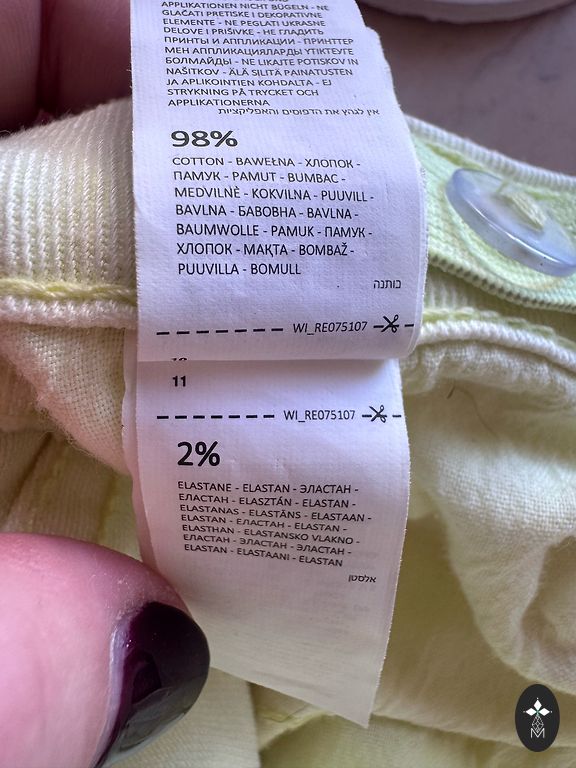 APPLIKATIONEN NICHT BÜGELN - NE
GLAČATI PRETISKE I DEKORATIVNE
ELEMENTE - NE PEGLATI UKRASNE
DELOVE I PRIŠIVKE - НЕ ГЛАДИТЬ
ПРИНТЫ И АППЛИКАЦИИ - ПРИНТТЕР
МЕН АППЛИКАЦИЯЛАРДЫ ҮТІКТЕУГЕ
БОЛМАЙДЫ - NE LIKAJTE POTISKOV IN
NAŠITKOV - ÄLÄ SILITÄ PAINATUSTEN
JA APLIKOINTIEN KOHDALTA - EJ
STRYKNING PÅ TRYCKET OCH
APPLIKATIONERNA
אין לגהץ את הדפוסים והאפליקציות
98%
COTTON - BAWEŁNA - ХЛОПОК -
ПАМУК - PAMUT - BUMBAC -
MEDVILNĖ - KOKVILNA - PUUVILL -
BAVLNA - БАВОВНА - BAVLNA -
BAUMWOLLE - PAMUK - ПАМУК -
ХЛОПОК - МАҚТА - BOMBAŽ -
PUUVILLA - BOMULL
כותנה
WI_RE075107
11
WI_RE075107
2%
ELASTANE - ELASTAN - ЭЛАСТАН -
ЕЛАСТАН - ELASZTÁN - ELASTAN -
ELASTANAS - ELASTĀNS - ELASTAAN -
ELASTAN - ЕЛАСТАН - ELASTAN -
ELASTHAN - ELASTANSKO VLAKNO -
ЕЛАСТАН - ЭЛАСТАН - ЭЛАСТАН -
ELASTAN - ELASTAANI - ELASTAN
אלסטן